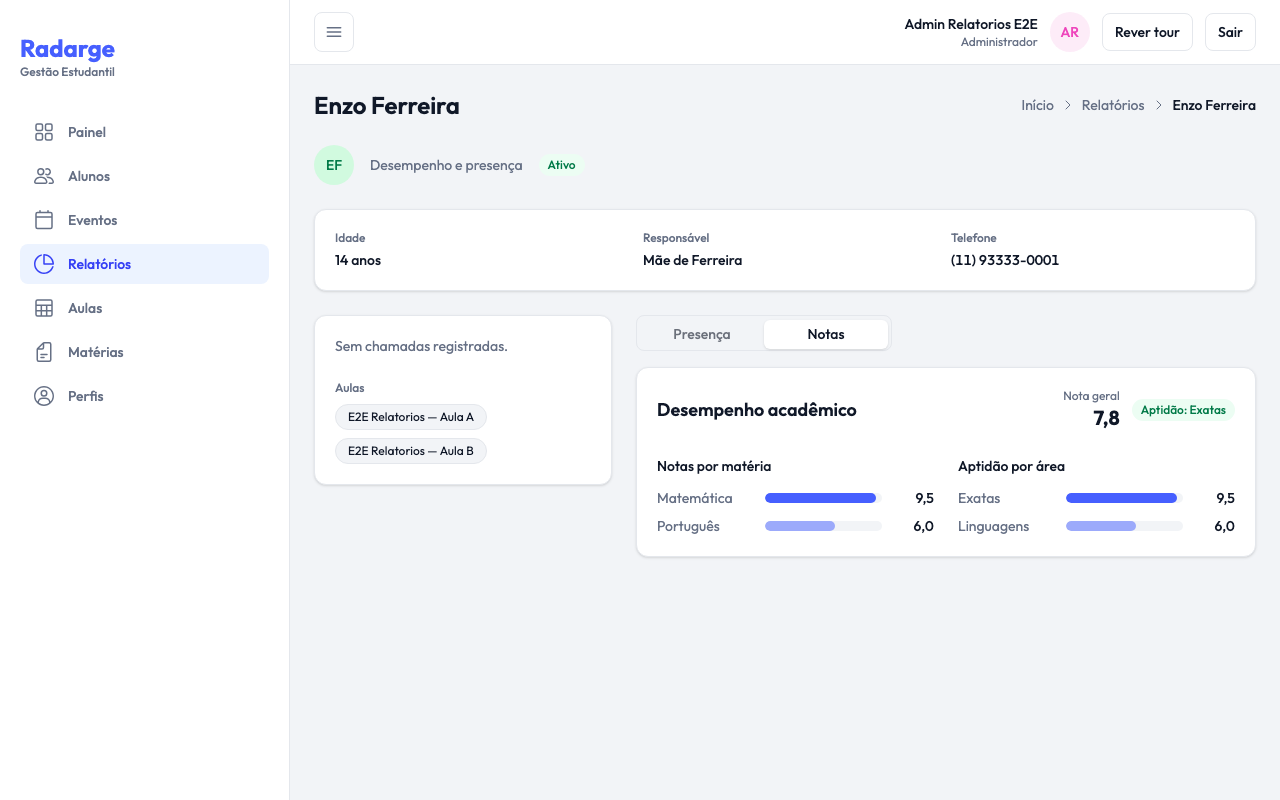 Radarge
Gestão Estudantil
Painel
Alunos
Eventos
Relatórios
Aulas
Matérias
Perfis
Admin Relatorios E2E
Administrador
AR
Rever tour
Sair
Enzo Ferreira
Início
Relatórios
Enzo Ferreira
EF
Desempenho e presença
Ativo
Idade
14 anos
Responsável
Mãe de Ferreira
Telefone
(11) 93333-0001
Sem chamadas registradas.
Aulas
E2E Relatorios — Aula A
E2E Relatorios — Aula B
Presença
Notas
Desempenho acadêmico
Nota geral
7,8
Aptidão: Exatas
Notas por matéria
Matemática 9,5
Português 6,0
Aptidão por área
Exatas 9,5
Linguagens 6,0